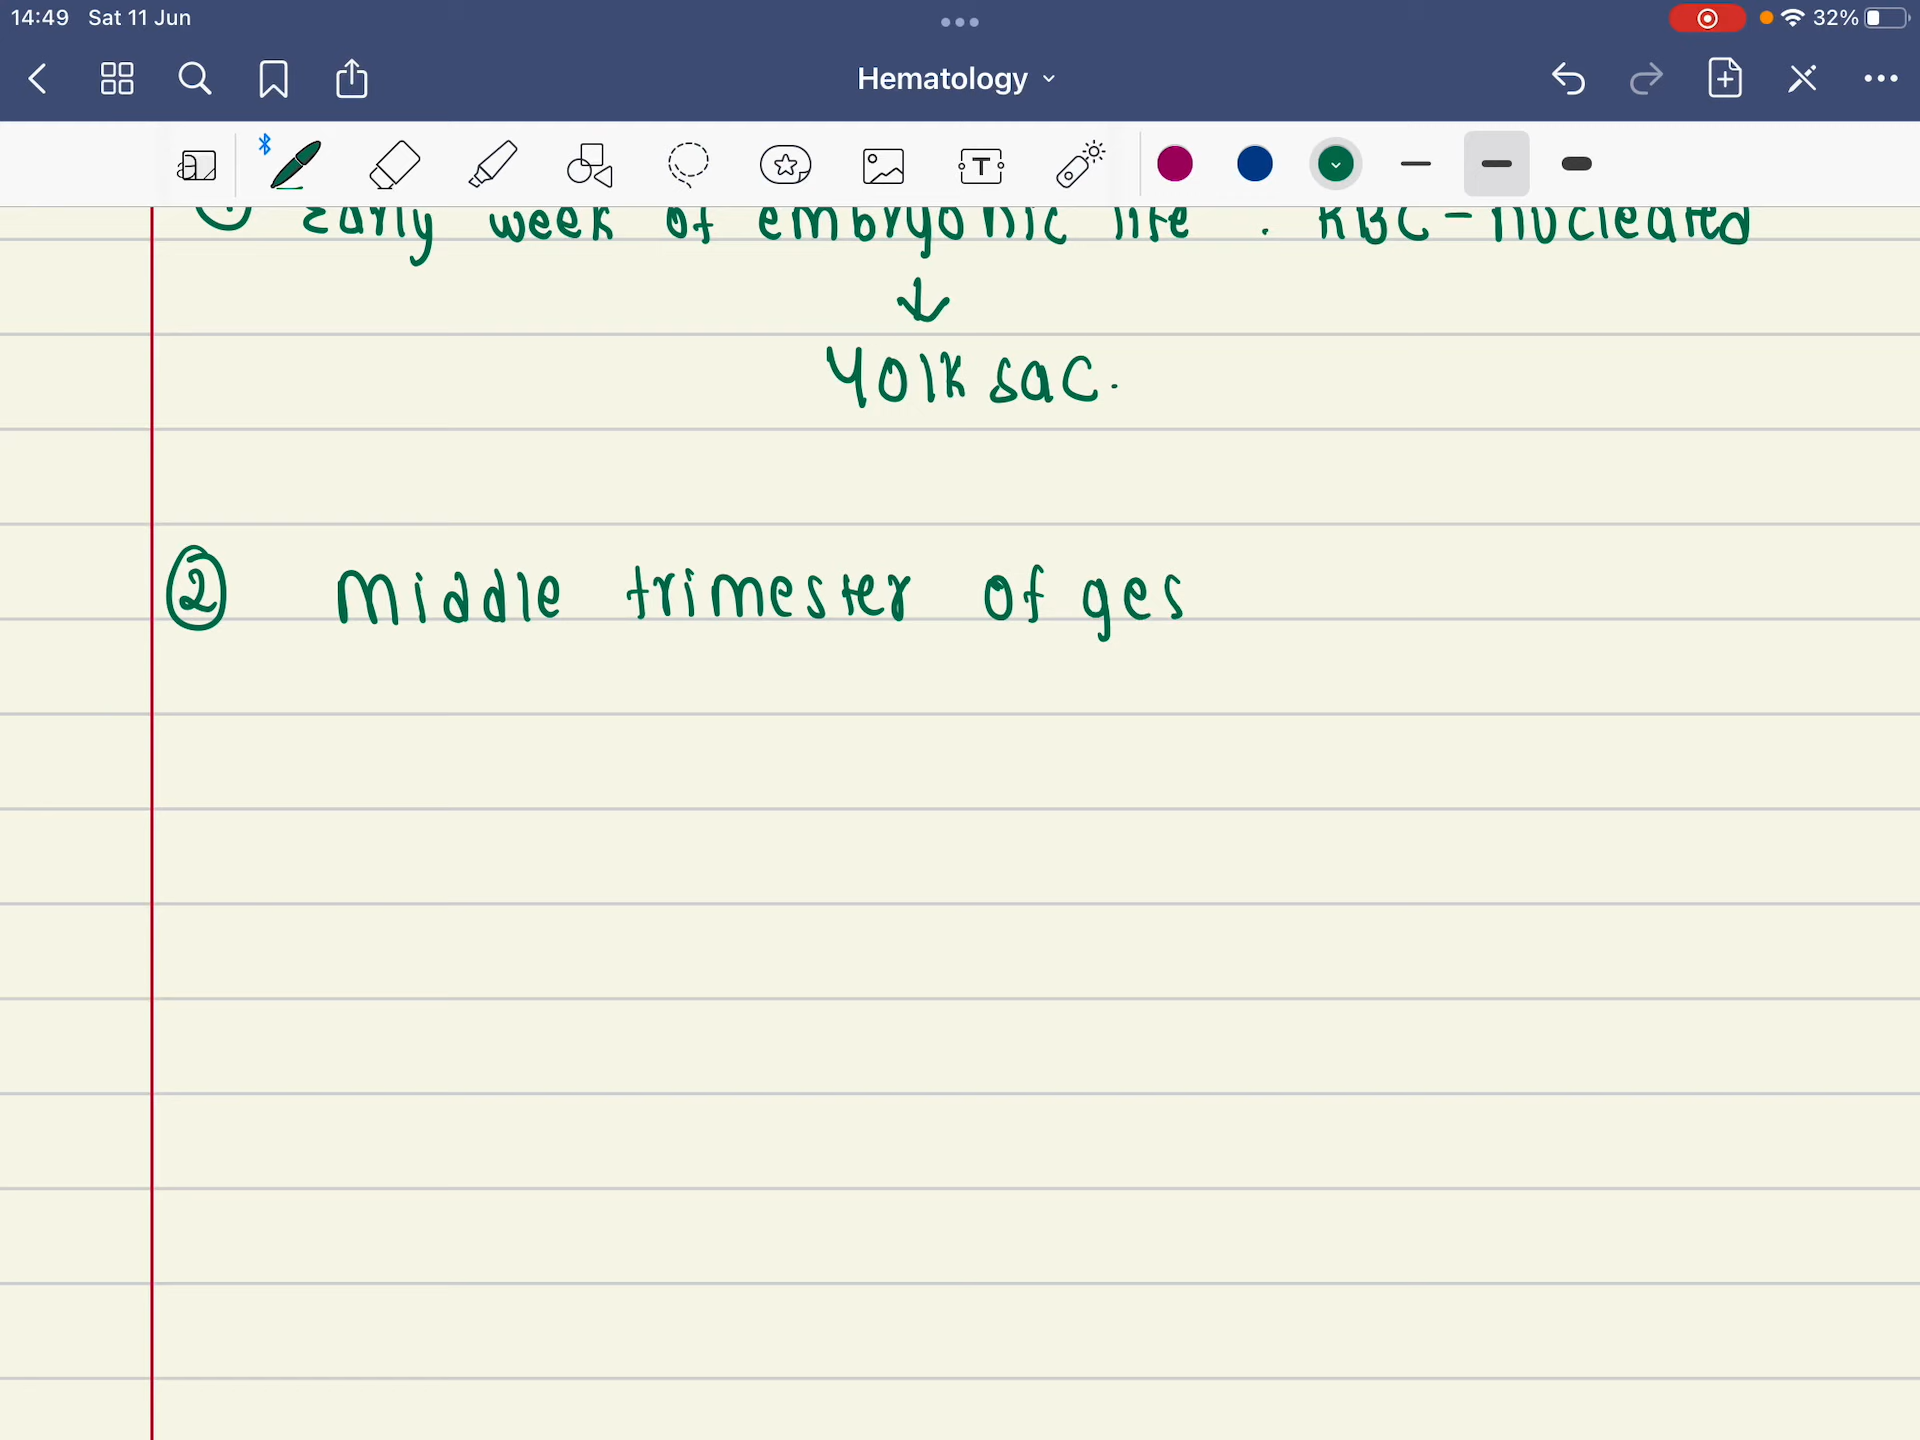 14:49 Sat 11 Jun 32%
Hematology
T
① Early week of embryonic life . RBC - nucleated
↓
Yolk sac.
② Middle trimester of ges